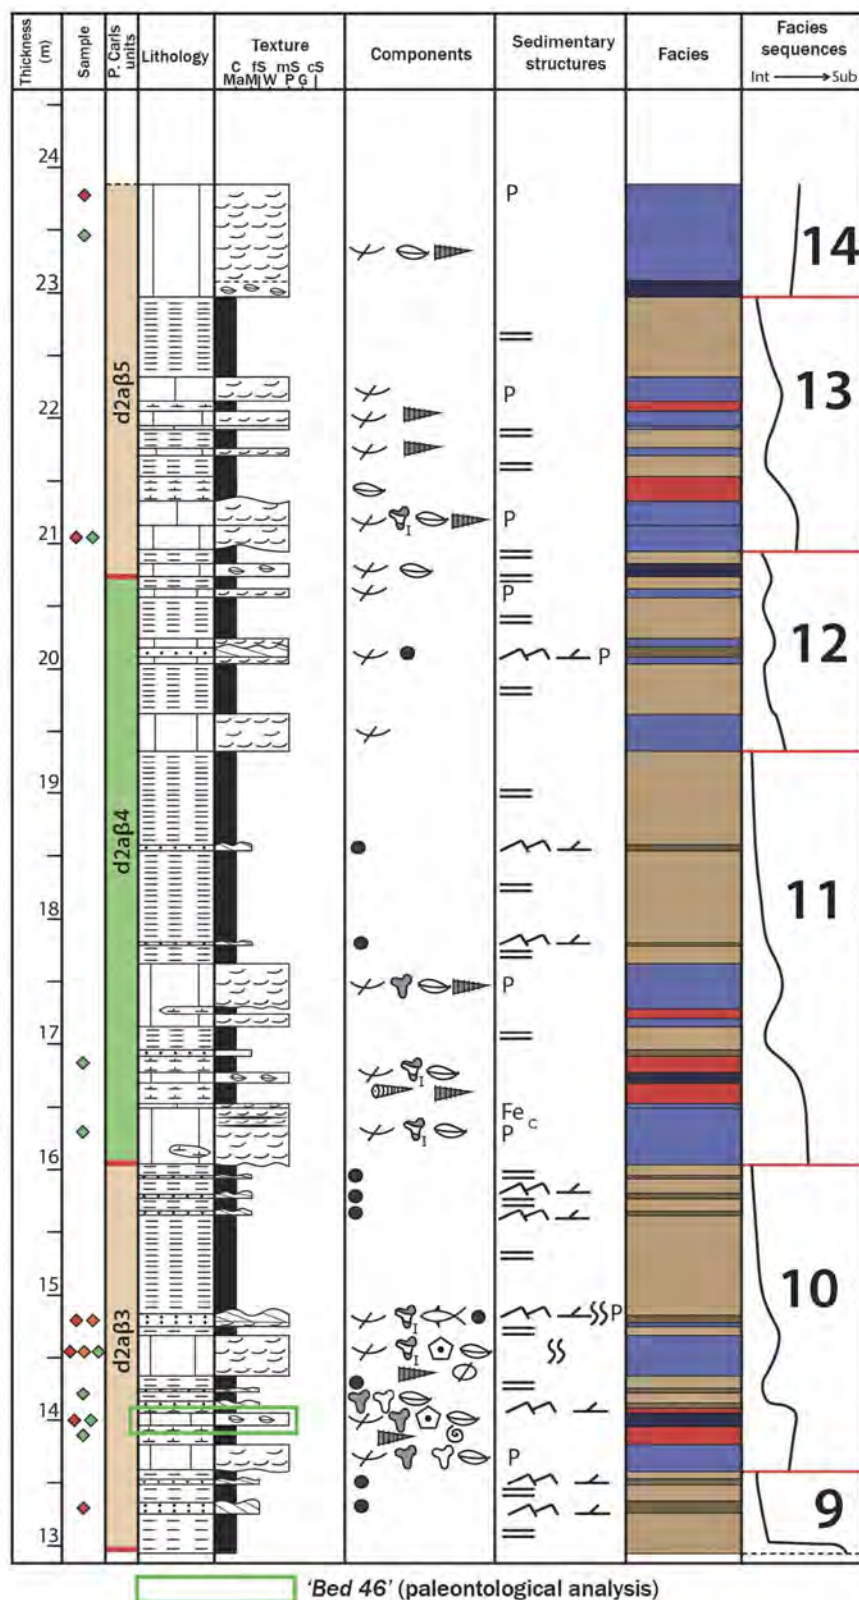 Thickness (m)
Sample
P. Carls units
Lithology
Texture
C fS mS cS
Ma M W P G
Components
Sedimentary structures
Facies
Facies sequences
Int Sub
24
P
14
23
d2aβ5
13
22
P
I
P
21
P
12
20
P
19
d2aβ4
11
18
P
17
I
Fe
c
I
P
16
15
10
d2aβ3
I
P
I
14
P
9
13
'Bed 46' (paleontological analysis)